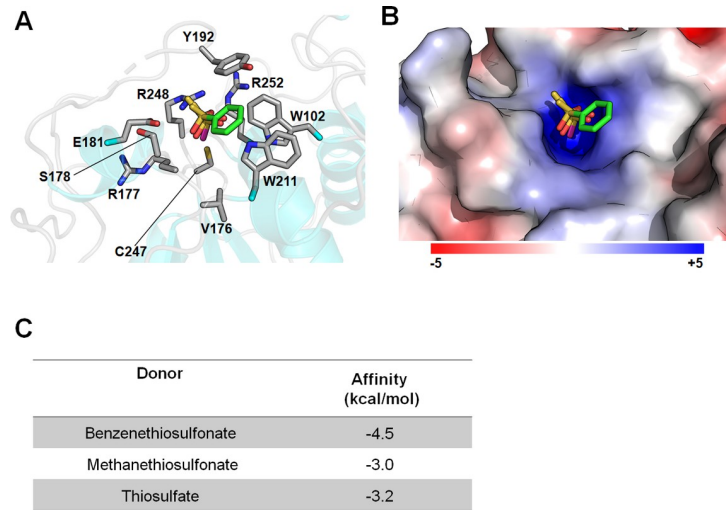 A
Y192
R248
R252
W102
E181
S178
R177
W211
V176
C247
B
-5
+5
C
Donor
Affinity
(kcal/mol)
Benzenethiosulfonate
-4.5
Methanethiosulfonate
-3.0
Thiosulfate
-3.2